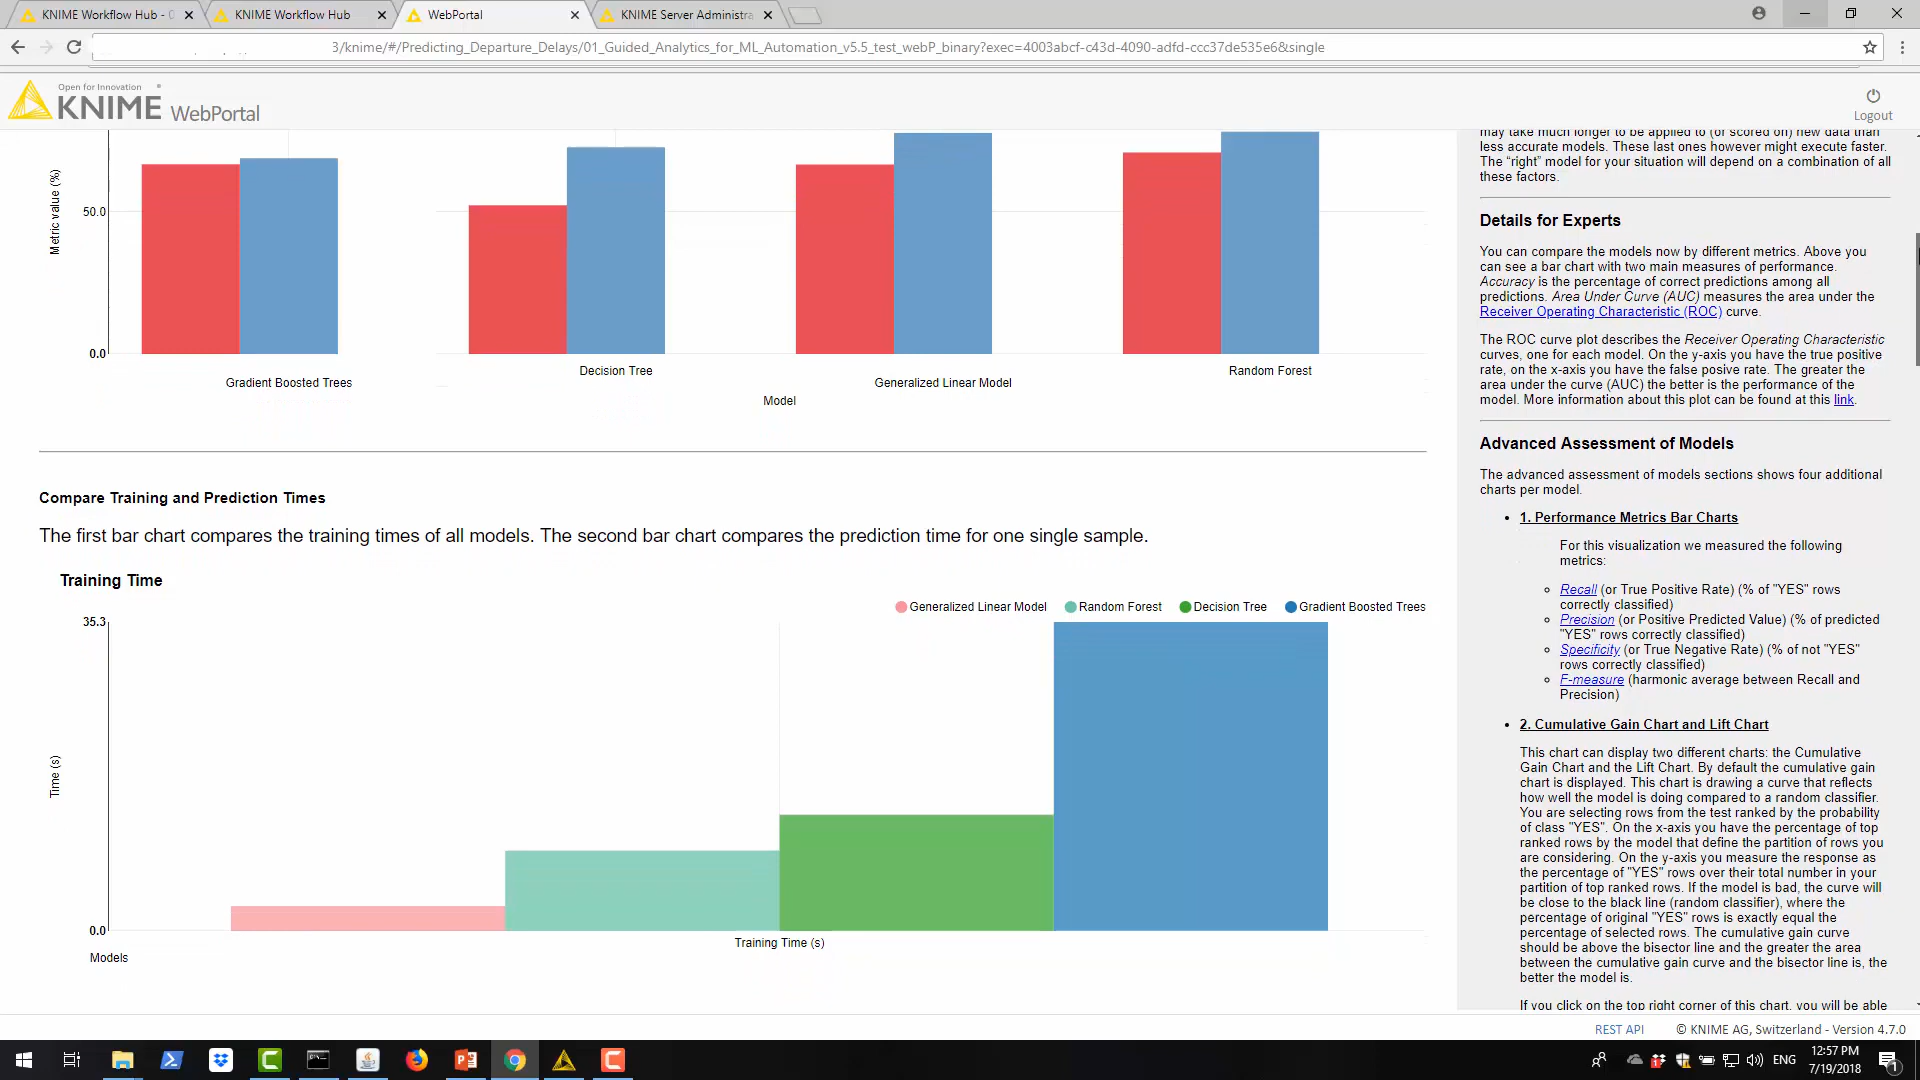 KNIME Workflow Hub - 0
KNIME Workflow Hub
WebPortal
KNIME Server Administra
3/knime/#/Predicting_Departure_Delays/01_Guided_Analytics_for_ML_Automation_v5.5_test_webP_binary?exec=4003abcf-c43d-4090-adfd-ccc37de535e6&single
Open for Innovation
KNIME WebPortal
Logout
Metric value (%)
50.0
0.0
Gradient Boosted Trees
Decision Tree
Generalized Linear Model
Random Forest
Model
Compare Training and Prediction Times
The first bar chart compares the training times of all models. The second bar chart compares the prediction time for one single sample.
Training Time
Generalized Linear Model
Random Forest
Decision Tree
Gradient Boosted Trees
35.3
Time (s)
0.0
Training Time (s)
Models
may take much longer to be applied to (or scored on) new data than
less accurate models. These last ones however might execute faster.
The “right” model for your situation will depend on a combination of all
these factors.
Details for Experts
You can compare the models now by different metrics. Above you
can see a bar chart with two main measures of performance.
Accuracy is the percentage of correct predictions among all
predictions. Area Under Curve (AUC) measures the area under the
Receiver Operating Characteristic (ROC) curve.
The ROC curve plot describes the Receiver Operating Characteristic
curves, one for each model. On the y-axis you have the true positive
rate, on the x-axis you have the false posive rate. The greater the
area under the curve (AUC) the better is the performance of the
model. More information about this plot can be found at this link.
Advanced Assessment of Models
The advanced assessment of models sections shows four additional
charts per model.
1. Performance Metrics Bar Charts
For this visualization we measured the following
metrics:
Recall (or True Positive Rate) (% of "YES" rows
correctly classified)
Precision (or Positive Predicted Value) (% of predicted
"YES" rows correctly classified)
Specificity (or True Negative Rate) (% of not "YES"
rows correctly classified)
F-measure (harmonic average between Recall and
Precision)
2. Cumulative Gain Chart and Lift Chart
This chart can display two different charts: the Cumulative
Gain Chart and the Lift Chart. By default the cumulative gain
chart is displayed. This chart is drawing a curve that reflects
how well the model is doing compared to a random classifier.
You are selecting rows from the test ranked by the probability
of class "YES". On the x-axis you have the percentage of top
ranked rows by the model that define the partition of rows you
are considering. On the y-axis you measure the response as
the percentage of "YES" rows over their total number in your
partition of top ranked rows. If the model is bad, the curve will
be close to the black line (random classifier), where the
percentage of original "YES" rows is exactly equal the
percentage of selected rows. The cumulative gain curve
should be above the bisector line and the greater the area
between the cumulative gain curve and the bisector line is, the
better the model is.
If you click on the top right corner of this chart, you will be able
REST API
© KNIME AG, Switzerland - Version 4.7.0
ENG
12:57 PM
7/19/2018
1